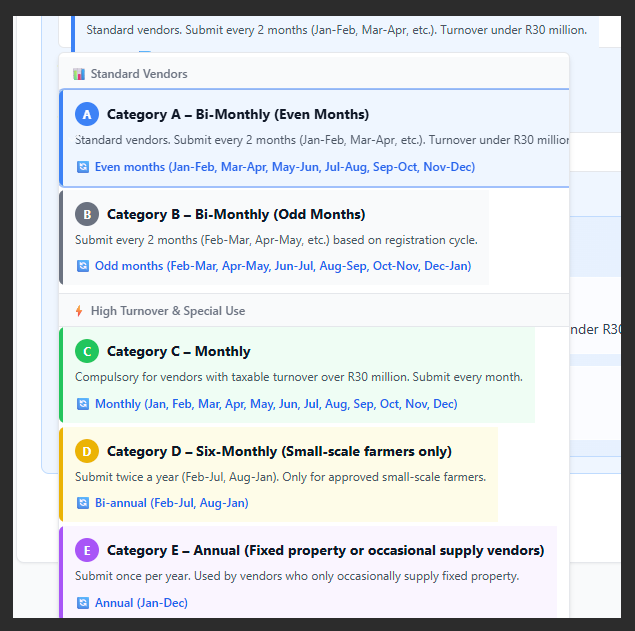 Standard vendors. Submit every 2 months (Jan-Feb, Mar-Apr, etc.). Turnover under R30 million.
Standard Vendors
A Category A – Bi-Monthly (Even Months)
Standard vendors. Submit every 2 months (Jan-Feb, Mar-Apr, etc.). Turnover under R30 million
Even months (Jan-Feb, Mar-Apr, May-Jun, Jul-Aug, Sep-Oct, Nov-Dec)
B Category B – Bi-Monthly (Odd Months)
Submit every 2 months (Feb-Mar, Apr-May, etc.) based on registration cycle.
Odd months (Feb-Mar, Apr-May, Jun-Jul, Aug-Sep, Oct-Nov, Dec-Jan)
High Turnover & Special Use
nder R30
C Category C – Monthly
Compulsory for vendors with taxable turnover over R30 million. Submit every month.
Monthly (Jan, Feb, Mar, Apr, May, Jun, Jul, Aug, Sep, Oct, Nov, Dec)
D Category D – Six-Monthly (Small-scale farmers only)
Submit twice a year (Feb-Jul, Aug-Jan). Only for approved small-scale farmers.
Bi-annual (Feb-Jul, Aug-Jan)
E Category E – Annual (Fixed property or occasional supply vendors)
Submit once per year. Used by vendors who only occasionally supply fixed property.
Annual (Jan-Dec)